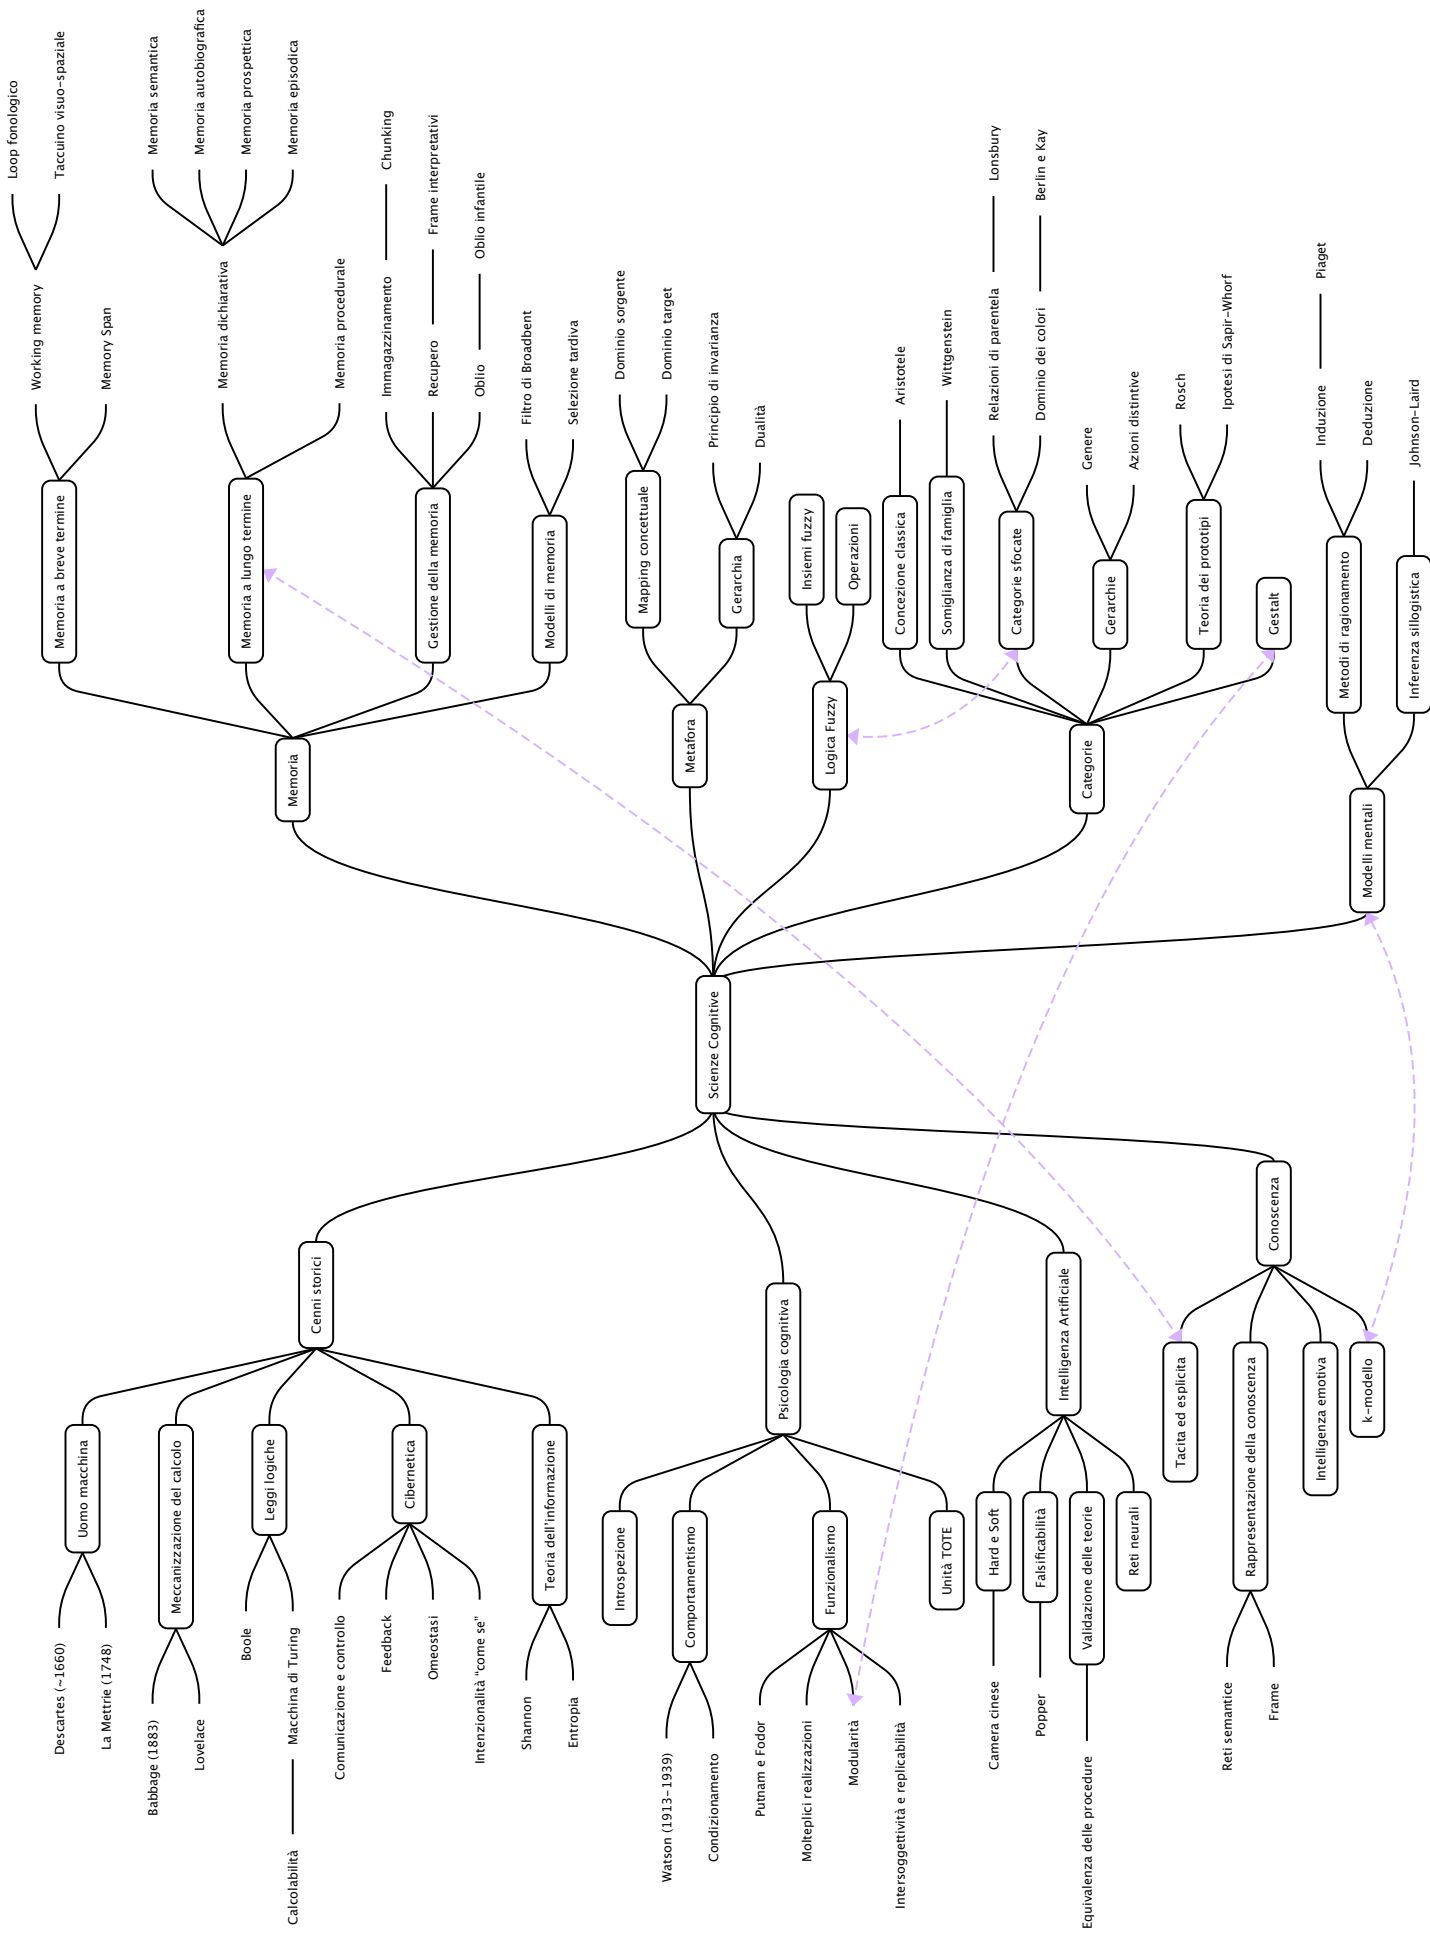 Scienze Cognitive
Cenni storici
Uomo macchina
Descartes (~1660)
La Mettrie (1748)
Meccanizzazione del calcolo
Babbage (1883)
Lovelace
Leggi logiche
Boole
Macchina di Turing
Calcolabilità
Cibernetica
Comunicazione e controllo
Feedback
Omeostasi
Intenzionalità "come se"
Teoria dell'informazione
Shannon
Entropia
Psicologia cognitiva
Introspezione
Comportamentismo
Watson (1913-1939)
Condizionamento
Funzionalismo
Putnam e Fodor
Molteplici realizzazioni
Modularità
Intersoggettività e replicabilità
Unità TOTE
Intelligenza Artificiale
Hard e Soft
Camera cinese
Falsificabilità
Popper
Validazione delle teorie
Equivalenza delle procedure
Reti neurali
Conoscenza
Tacita ed esplicita
Rappresentazione della conoscenza
Reti semantice
Frame
Intelligenza emotiva
k-modello
Memoria
Memoria a breve termine
Working memory
Loop fonologico
Taccuino visuo-spaziale
Memory Span
Memoria a lungo termine
Memoria dichiarativa
Memoria semantica
Memoria autobiografica
Memoria prospettica
Memoria episodica
Memoria procedurale
Gestione della memoria
Immagazzinamento
Chunking
Recupero
Frame interpretativi
Oblio
Oblio infantile
Modelli di memoria
Filtro di Broadbent
Selezione tardiva
Metafora
Mapping concettuale
Dominio sorgente
Dominio target
Gerarchia
Principio di invarianza
Dualità
Logica Fuzzy
Insiemi fuzzy
Operazioni
Categorie
Concezione classica
Aristotele
Somiglianza di famiglia
Wittgenstein
Categorie sfocate
Relazioni di parentela
Lonsbury
Dominio dei colori
Berlin e Kay
Gerarchie
Genere
Azioni distintive
Teoria dei prototipi
Rosch
Ipotesi di Sapir-Whorf
Gestalt
Modelli mentali
Metodi di ragionamento
Induzione
Piaget
Deduzione
Inferenza sillogistica
Johnson-Laird